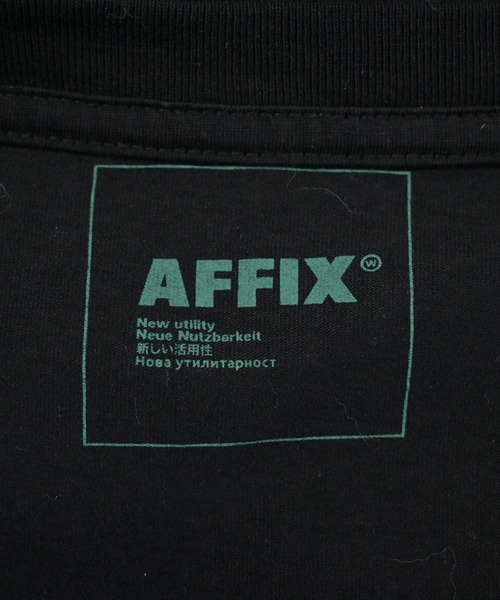 AFFIX ⓦ
New utility
Neue Nutzbarkeit
新しい活用性
Нова утилитарност